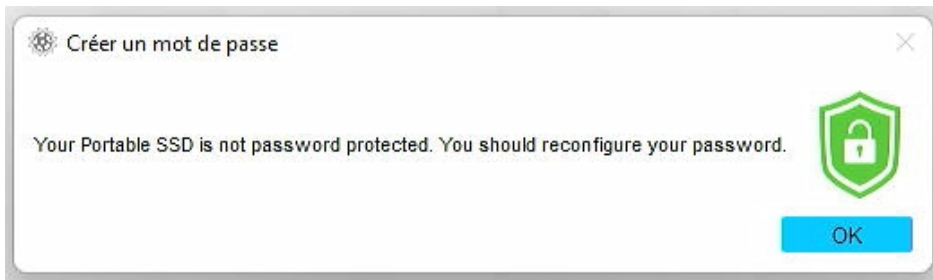 Créer un mot de passe
Your Portable SSD is not password protected. You should reconfigure your password.
OK